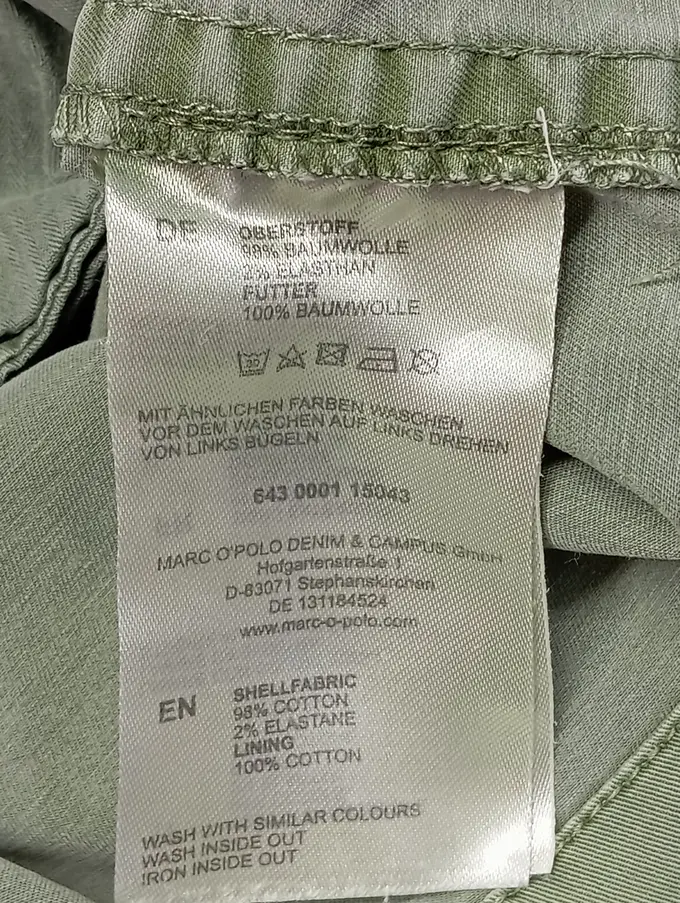 DE
OBERSTOFF
98% BAUMWOLLE
2% ELASTHAN
FUTTER
100% BAUMWOLLE
30
MIT ÄHNLICHEN FARBEN WASCHEN
VOR DEM WASCHEN AUF LINKS DREHEN
VON LINKS BÜGELN
643 0001 15043
MARC O'POLO DENIM & CAMPUS GmbH
Hofgartenstraße 1
D-83071 Stephanskirchen
DE 131184524
www.marc-o-polo.com
EN
SHELLFABRIC
98% COTTON
2% ELASTANE
LINING
100% COTTON
WASH WITH SIMILAR COLOURS
WASH INSIDE OUT
IRON INSIDE OUT